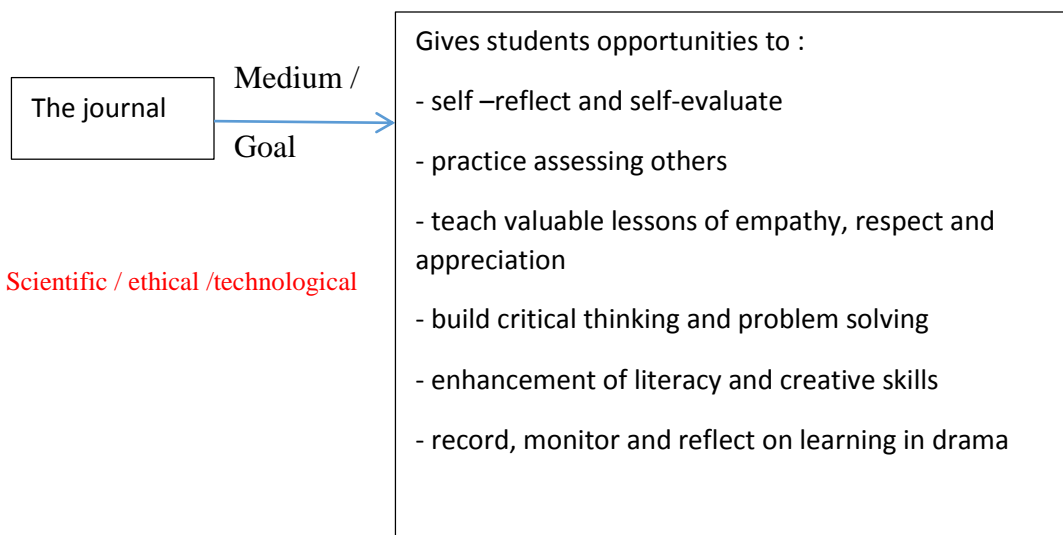 The journal
Medium /
Goal
Scientific / ethical /technological
Gives students opportunities to :
- self –reflect and self-evaluate
- practice assessing others
- teach valuable lessons of empathy, respect and
appreciation
- build critical thinking and problem solving
- enhancement of literacy and creative skills
- record, monitor and reflect on learning in drama